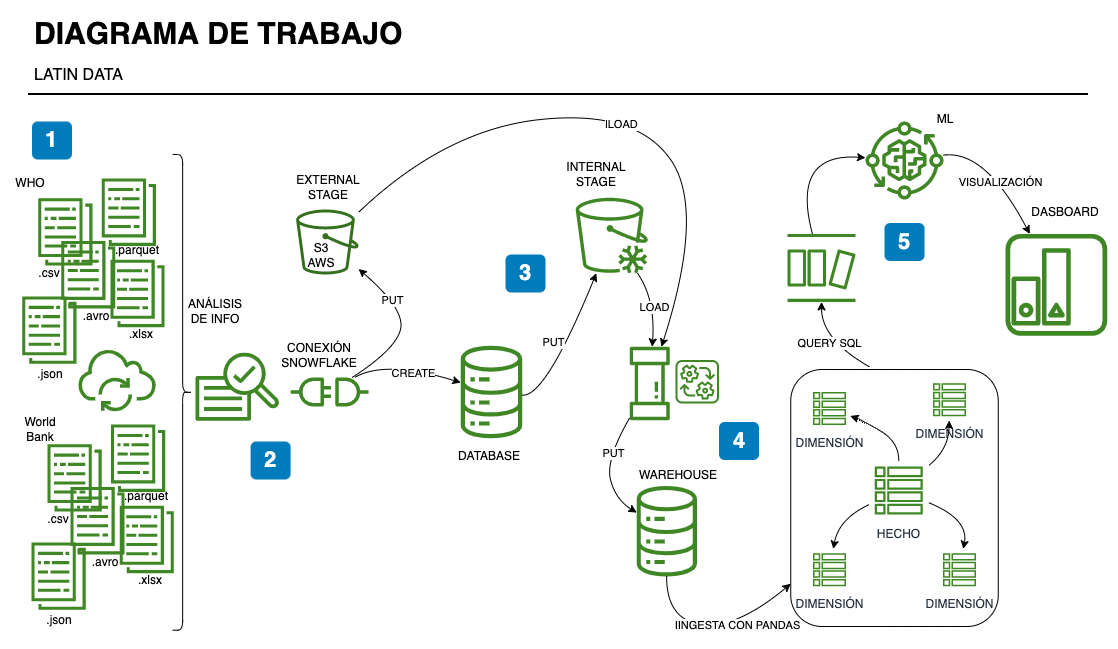 DIAGRAMA DE TRABAJO
LATIN DATA
1
WHO
.parquet
.csv
.avro
.xlsx
.json
World
Bank
.parquet
.csv
.avro
.xlsx
.json
ANÁLISIS
DE INFO
2
EXTERNAL
STAGE
S3
AWS
PUT
CONEXIÓN
SNOWFLAKE
CREATE
DATABASE
3
PUT
INTERNAL
STAGE
lLOAD
LOAD
4
PUT
WAREHOUSE
IINGESTA CON PANDAS
DIMENSIÓN
DIMENSIÓN
HECHO
DIMENSIÓN
DIMENSIÓN
QUERY SQL
5
ML
VISUALIZACIÓN
DASBOARD